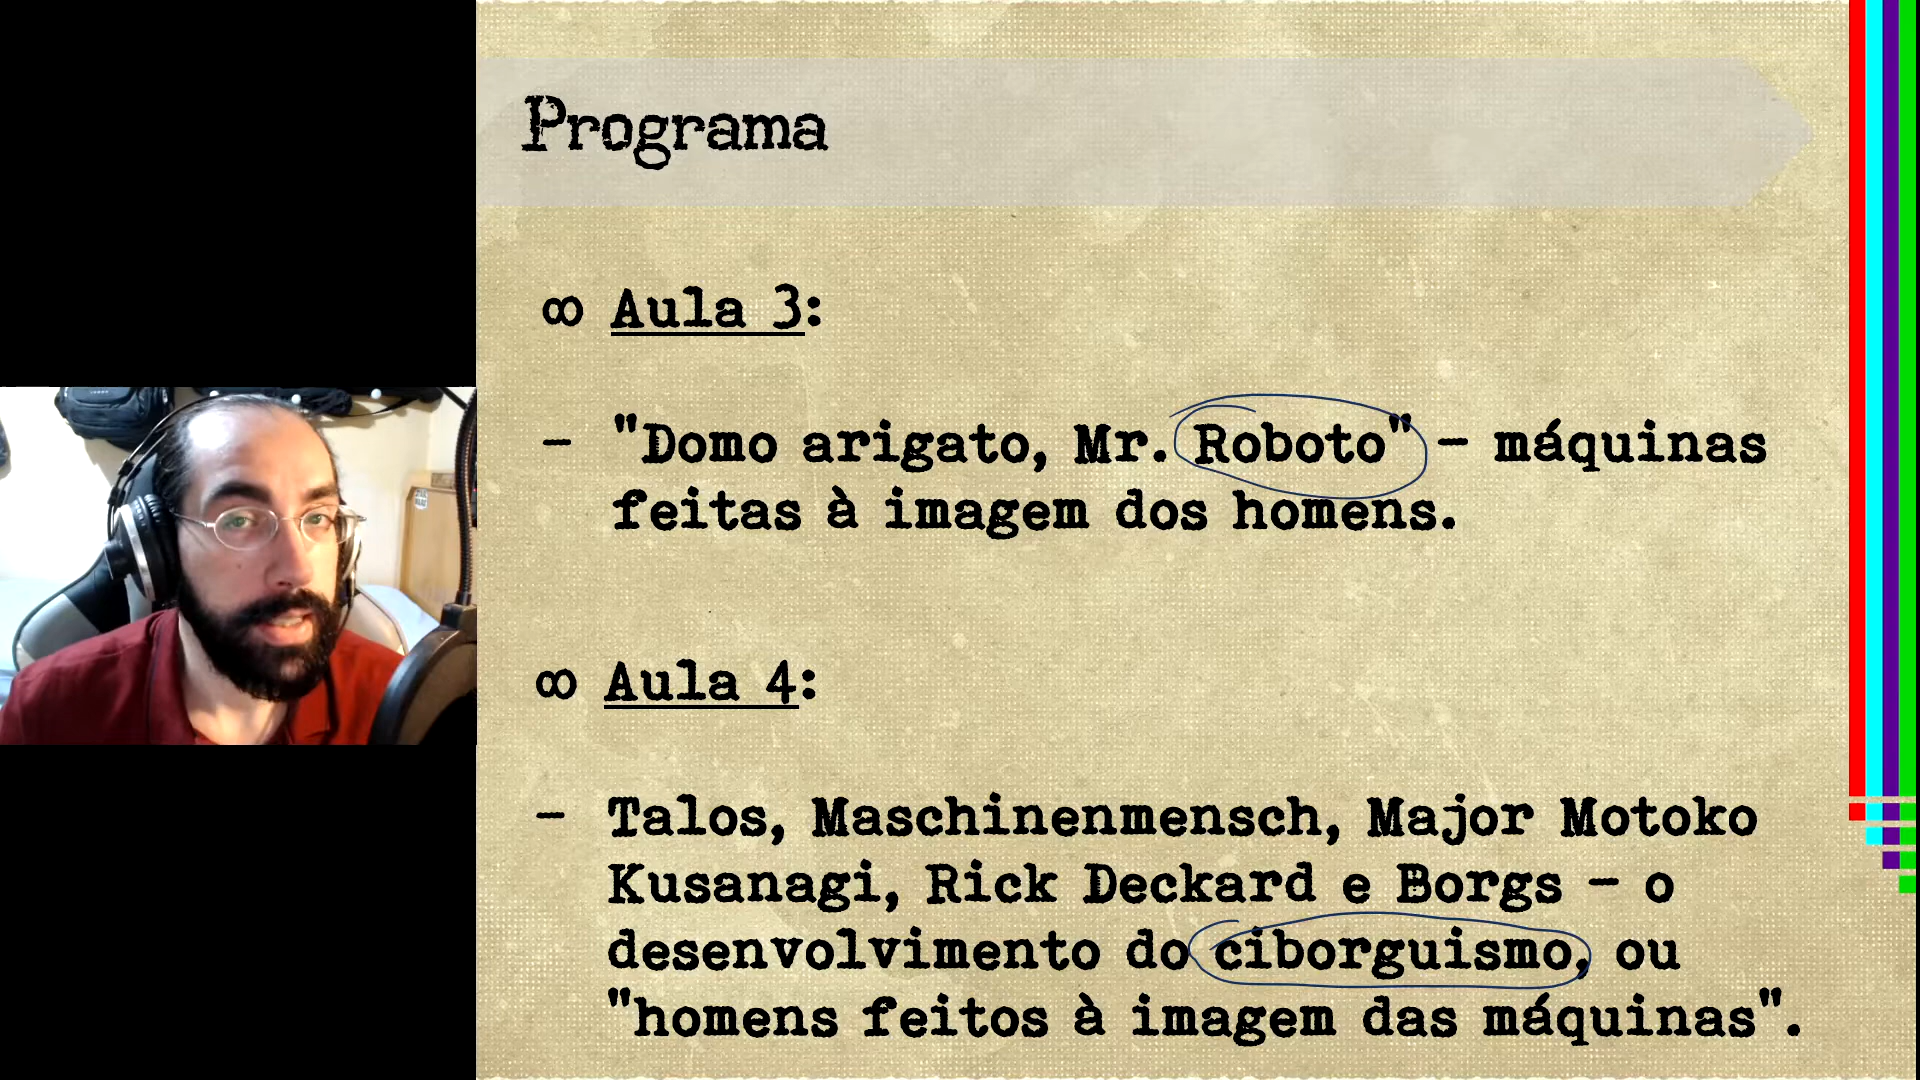 Programa
∞ Aula 3:
- "Domo arigato, Mr. Roboto" - máquinas
feitas à imagem dos homens.
∞ Aula 4:
- Talos, Maschinenmensch, Major Motoko
Kusanagi, Rick Deckard e Borgs - o
desenvolvimento do ciborguismo, ou
"homens feitos à imagem das máquinas".